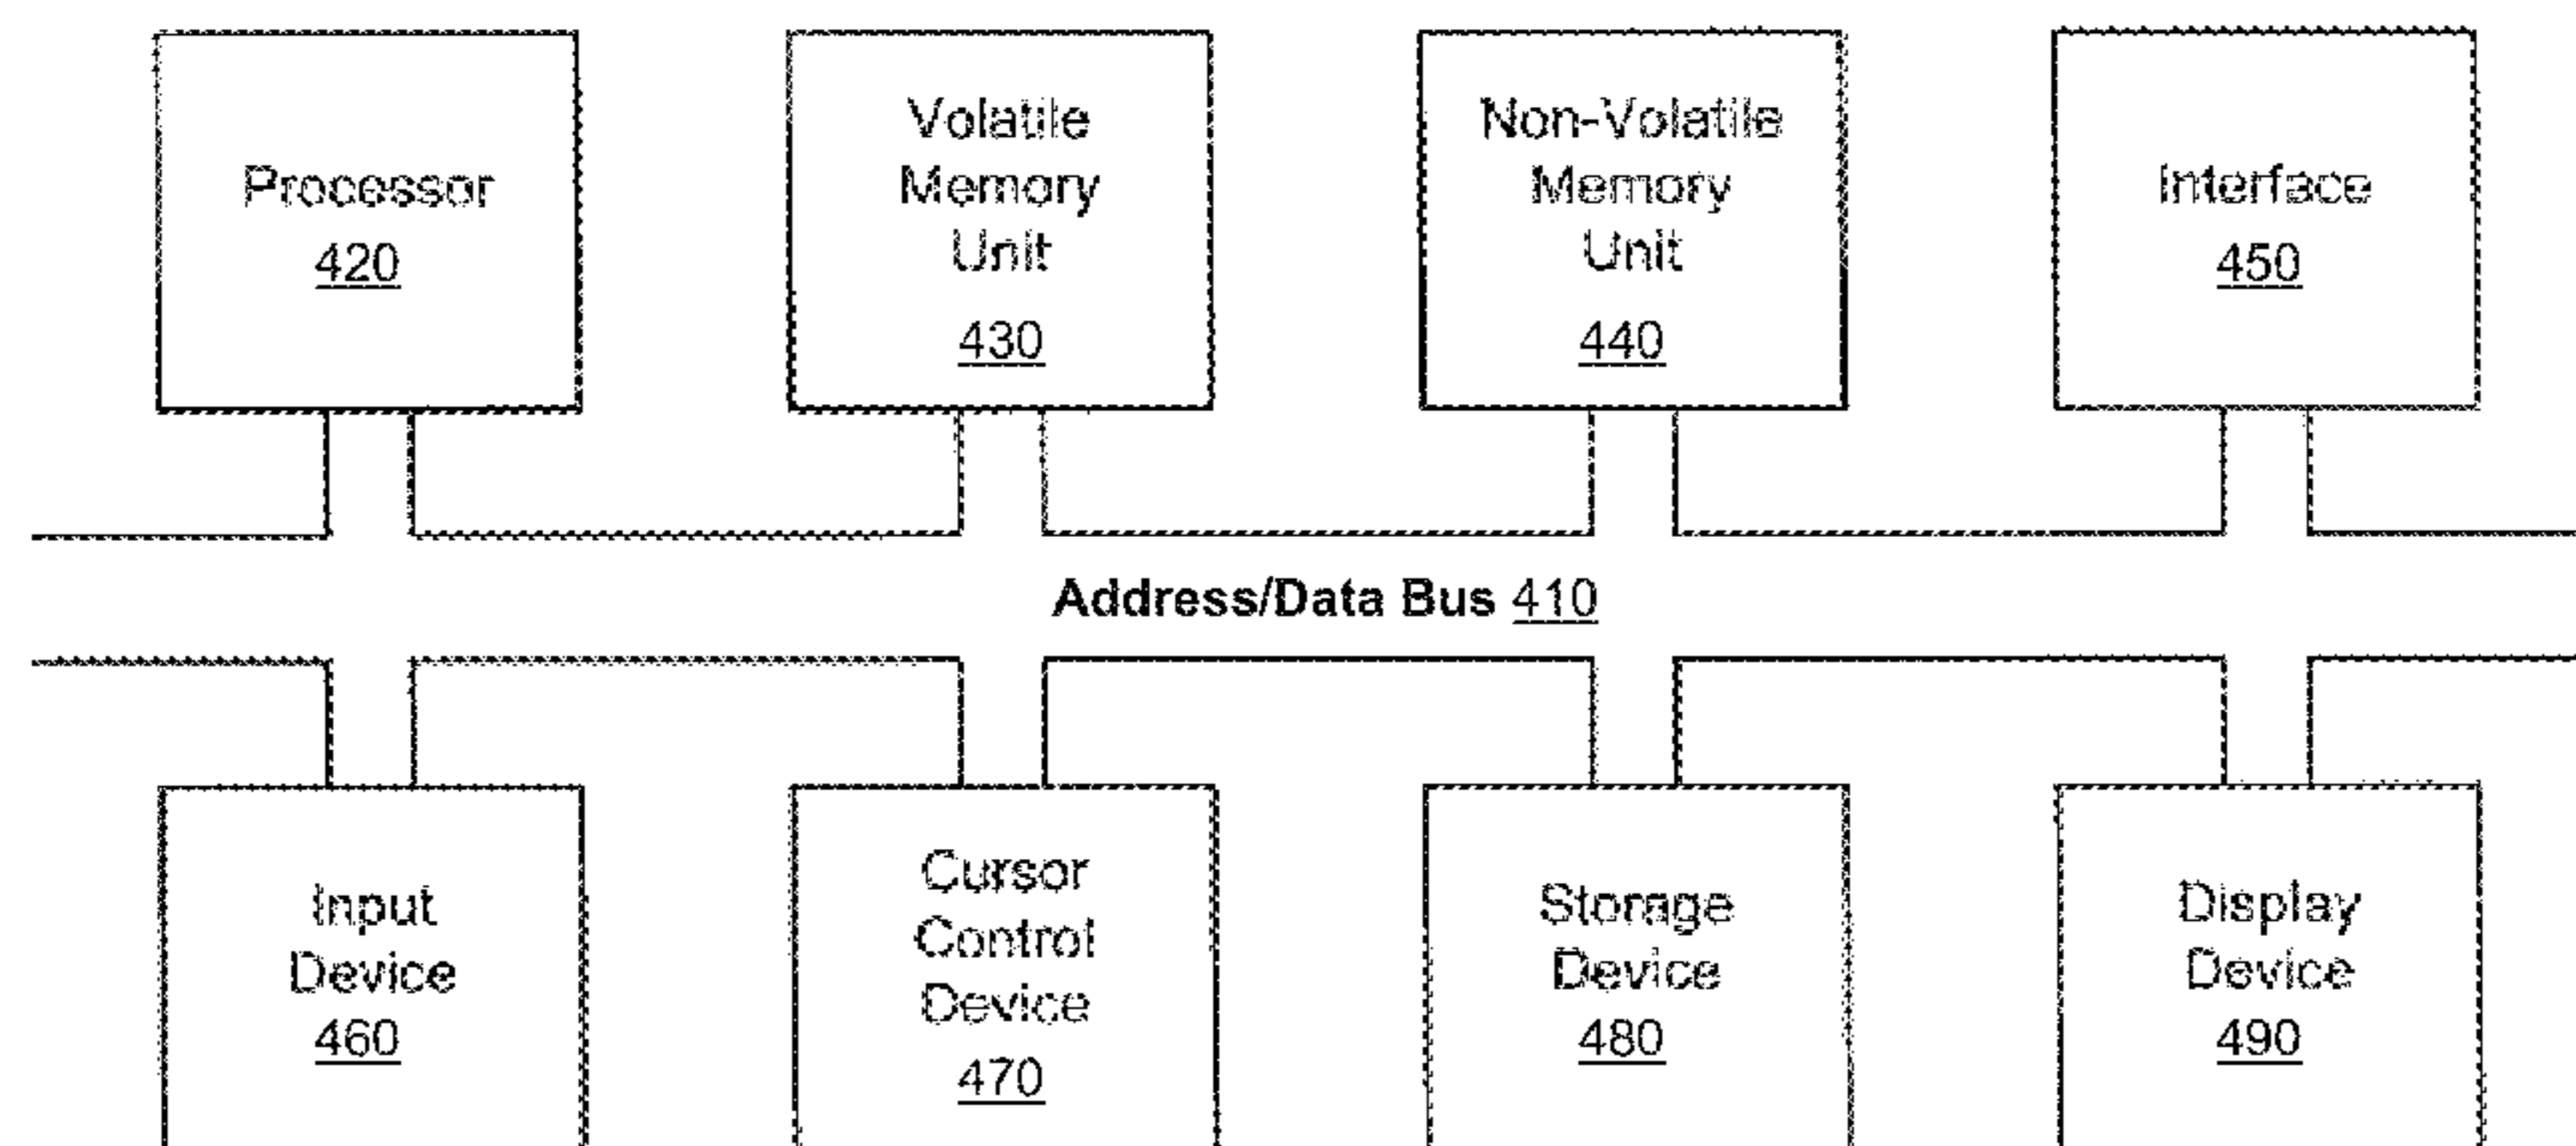 Processor
420
Volatile
Memory
Unit
430
Non-Volatile
Memory
Unit
440
Interface
450
Address/Data Bus 410
Input
Device
460
Cursor
Control
Device
470
Storage
Device
480
Display
Device
490